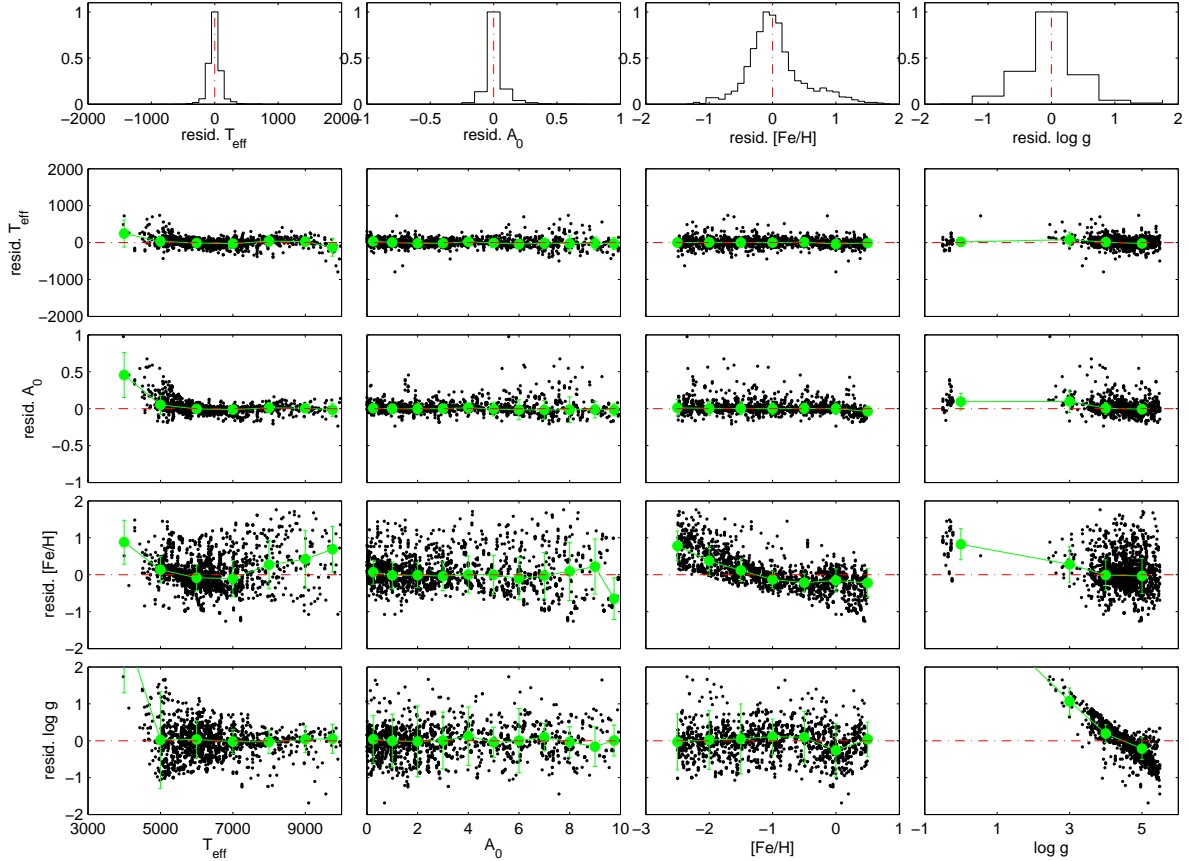 1 1 1 1
0.5 0.5 0.5 0.5
0 0 0 0
−2000 −1000 0 1000 2000 −1 −0.5 0 0.5 1 −2 −1 0 1 2 −2 −1 0 1 2
resid. T_eff resid. A_0 resid. [Fe/H] resid. log g
2000
1000
0
−1000
−2000
resid. T_eff
1
0.5
0
−0.5
−1
resid. A_0
2
1
0
−1
−2
resid. [Fe/H]
2
1
0
−1
−2
resid. log g
3000 5000 7000 9000 0 2 4 6 8 10 −3 −2 −1 0 1 −1 1 3 5
T_eff A_0 [Fe/H] log g